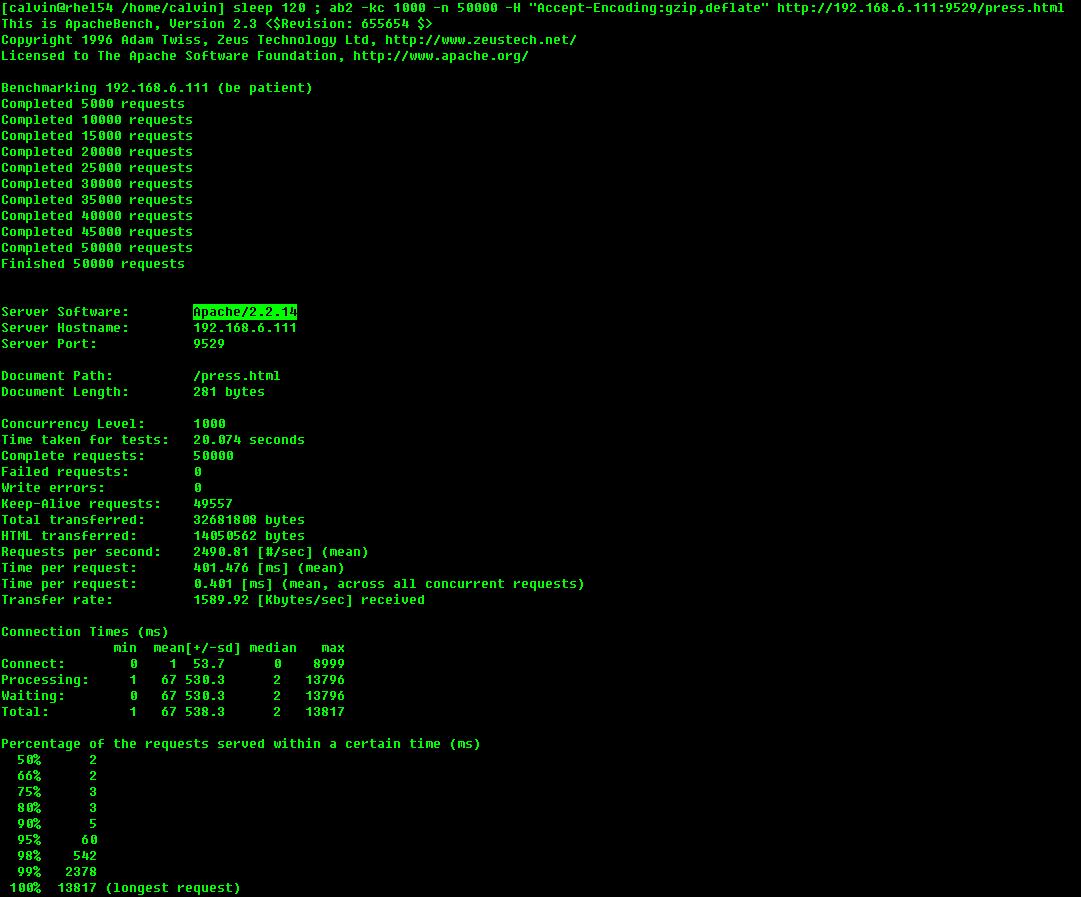 [calvin@rhel54 /home/calvin] sleep 120 ; ab2 -kc 1000 -n 50000 -H "Accept-Encoding:gzip,deflate" http://192.168.6.111:9529/press.html
This is ApacheBench, Version 2.3 <$Revision: 655654 $>
Copyright 1996 Adam Twiss, Zeus Technology Ltd, http://www.zeustech.net/
Licensed to The Apache Software Foundation, http://www.apache.org/

Benchmarking 192.168.6.111 (be patient)
Completed 5000 requests
Completed 10000 requests
Completed 15000 requests
Completed 20000 requests
Completed 25000 requests
Completed 30000 requests
Completed 35000 requests
Completed 40000 requests
Completed 45000 requests
Completed 50000 requests
Finished 50000 requests

Server Software:        Apache/2.2.14
Server Hostname:        192.168.6.111
Server Port:            9529

Document Path:          /press.html
Document Length:        281 bytes

Concurrency Level:      1000
Time taken for tests:   20.074 seconds
Complete requests:      50000
Failed requests:        0
Write errors:           0
Keep-Alive requests:    49557
Total transferred:      32681808 bytes
HTML transferred:       14050562 bytes
Requests per second:    2490.81 [#/sec] (mean)
Time per request:       401.476 [ms] (mean)
Time per request:       0.401 [ms] (mean, across all concurrent requests)
Transfer rate:          1589.92 [Kbytes/sec] received

Connection Times (ms)
              min  mean[+/-sd] median   max
Connect:        0    1  53.7      0    8999
Processing:     1   67 530.3      2   13796
Waiting:        0   67 530.3      2   13796
Total:          1   67 538.3      2   13817

Percentage of the requests served within a certain time (ms)
  50%      2
  66%      2
  75%      3
  80%      3
  90%      5
  95%     60
  98%    542
  99%   2378
 100%  13817 (longest request)